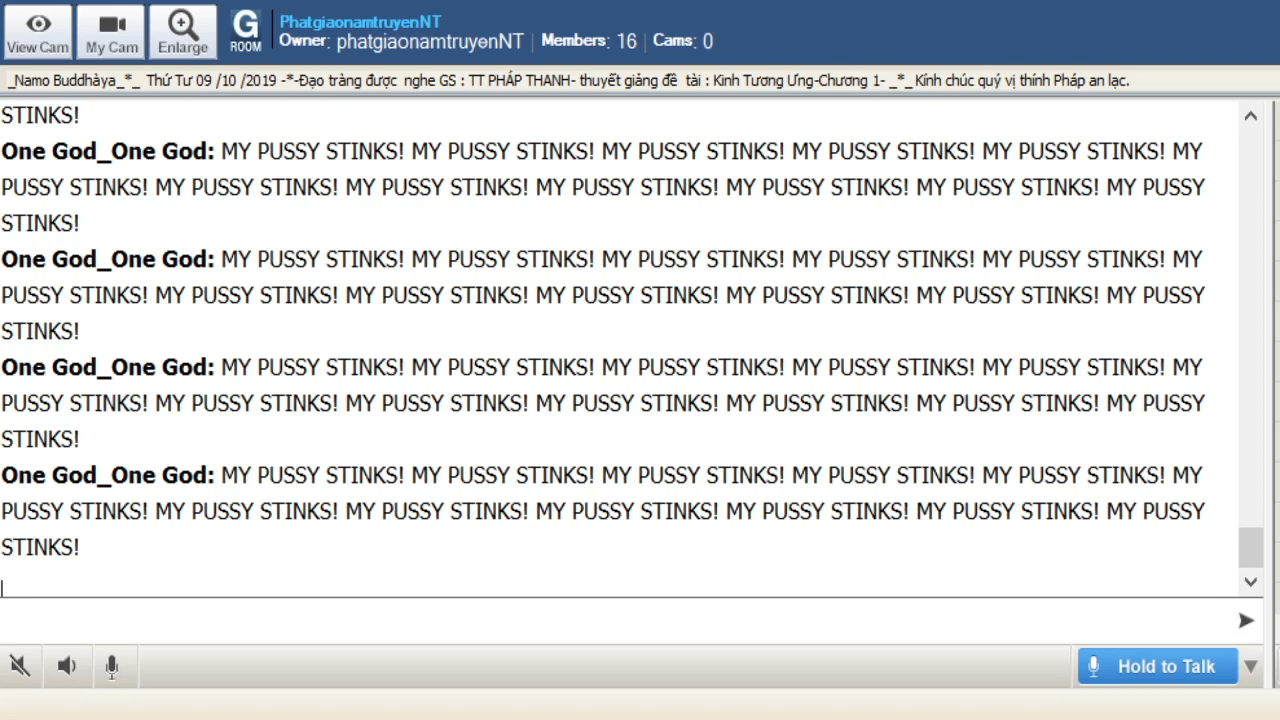 View Cam
My Cam
Enlarge
G
ROOM
PhatgiaonamtruyenNT
Owner: phatgiaonamtruyenNT | Members: 16 | Cams: 0
_Namo Buddhàya_*_ Thứ Tư 09 /10 /2019 -*-Đạo tràng được nghe GS : TT PHÁP THANH- thuyết giảng đề tài : Kinh Tương Ưng-Chương 1- _*_Kính chúc quý vị thính Pháp an lạc.
STINKS!
One God_One God: MY PUSSY STINKS! MY PUSSY STINKS! MY PUSSY STINKS! MY PUSSY STINKS! MY PUSSY STINKS! MY
PUSSY STINKS! MY PUSSY STINKS! MY PUSSY STINKS! MY PUSSY STINKS! MY PUSSY STINKS! MY PUSSY STINKS! MY PUSSY
STINKS!
One God_One God: MY PUSSY STINKS! MY PUSSY STINKS! MY PUSSY STINKS! MY PUSSY STINKS! MY PUSSY STINKS! MY
PUSSY STINKS! MY PUSSY STINKS! MY PUSSY STINKS! MY PUSSY STINKS! MY PUSSY STINKS! MY PUSSY STINKS! MY PUSSY
STINKS!
One God_One God: MY PUSSY STINKS! MY PUSSY STINKS! MY PUSSY STINKS! MY PUSSY STINKS! MY PUSSY STINKS! MY
PUSSY STINKS! MY PUSSY STINKS! MY PUSSY STINKS! MY PUSSY STINKS! MY PUSSY STINKS! MY PUSSY STINKS! MY PUSSY
STINKS!
One God_One God: MY PUSSY STINKS! MY PUSSY STINKS! MY PUSSY STINKS! MY PUSSY STINKS! MY PUSSY STINKS! MY
PUSSY STINKS! MY PUSSY STINKS! MY PUSSY STINKS! MY PUSSY STINKS! MY PUSSY STINKS! MY PUSSY STINKS! MY PUSSY
STINKS!
Hold to Talk